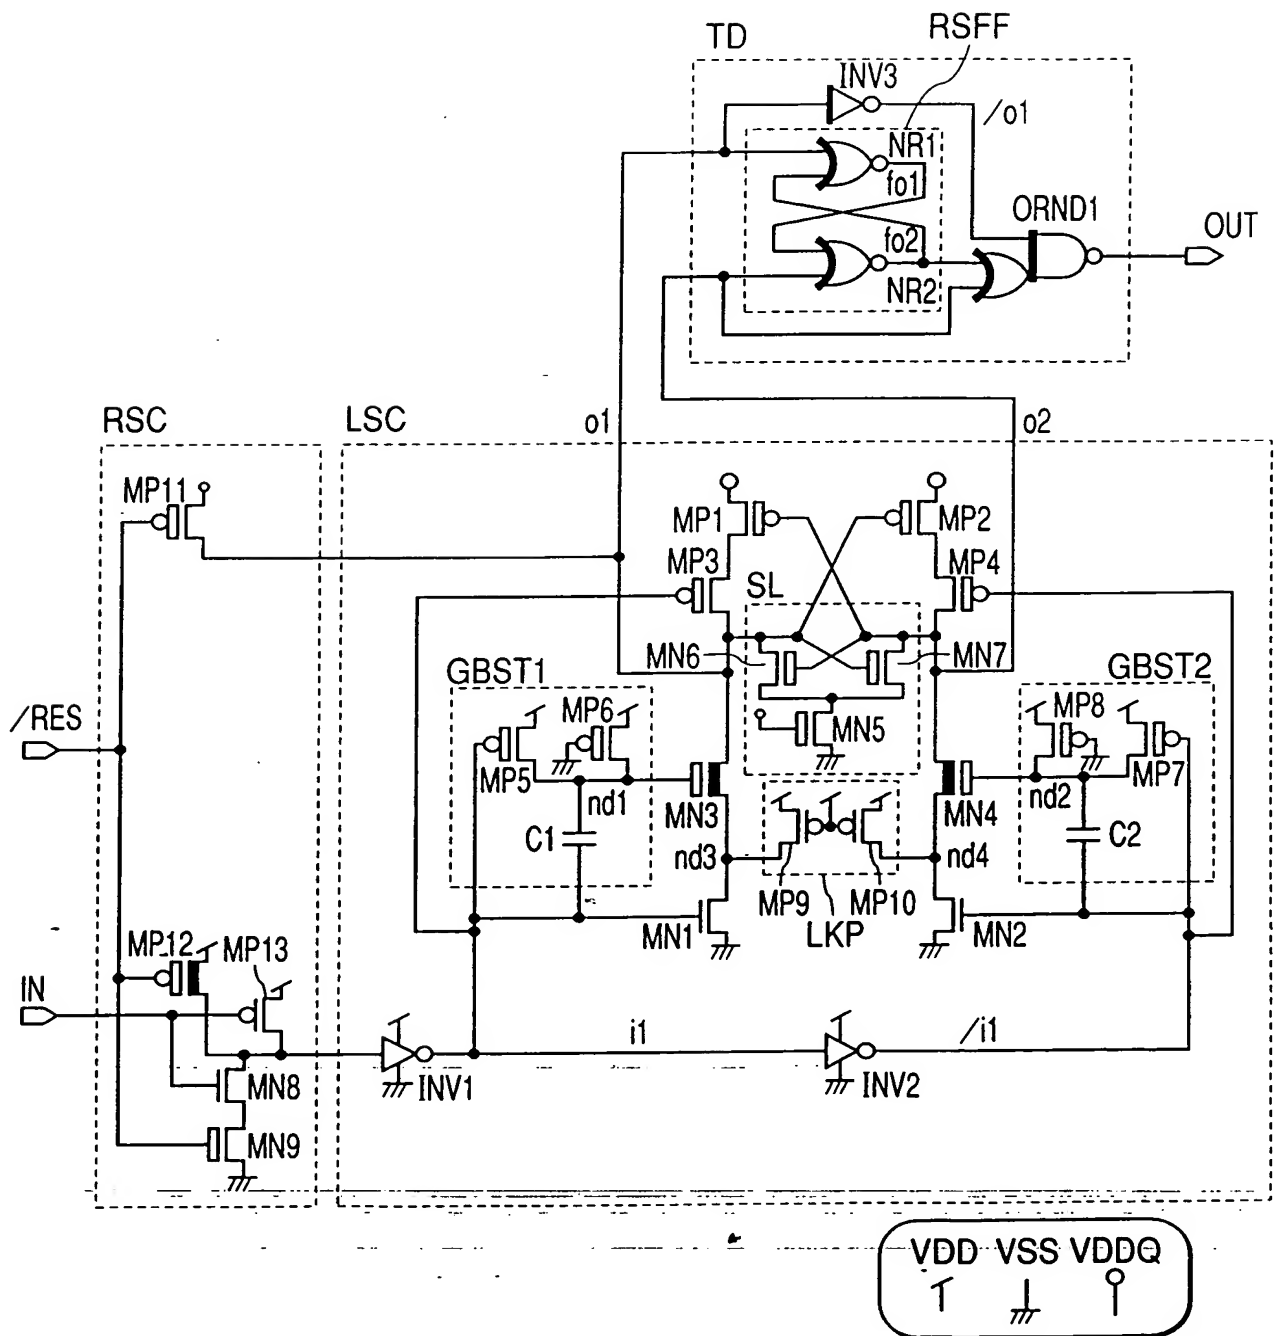 RSFF
TD
INV3
/o1
NR1
fo1
ORND1
OUT
fo2
NR2
RSC
LSC
o1
o2
MP11
MP1
MP2
MP3
MP4
SL
MN6
MN7
GBST1
GBST2
/RES
MP6
MP8
MN5
MP5
MP7
nd1
nd2
MN3
MN4
C1
C2
nd3
nd4
MP9
MP10
MN1
LKP
MN2
MP12
MP13
IN
i1
/i1
MN8
INV1
INV2
MN9
VDD VSS VDDQ